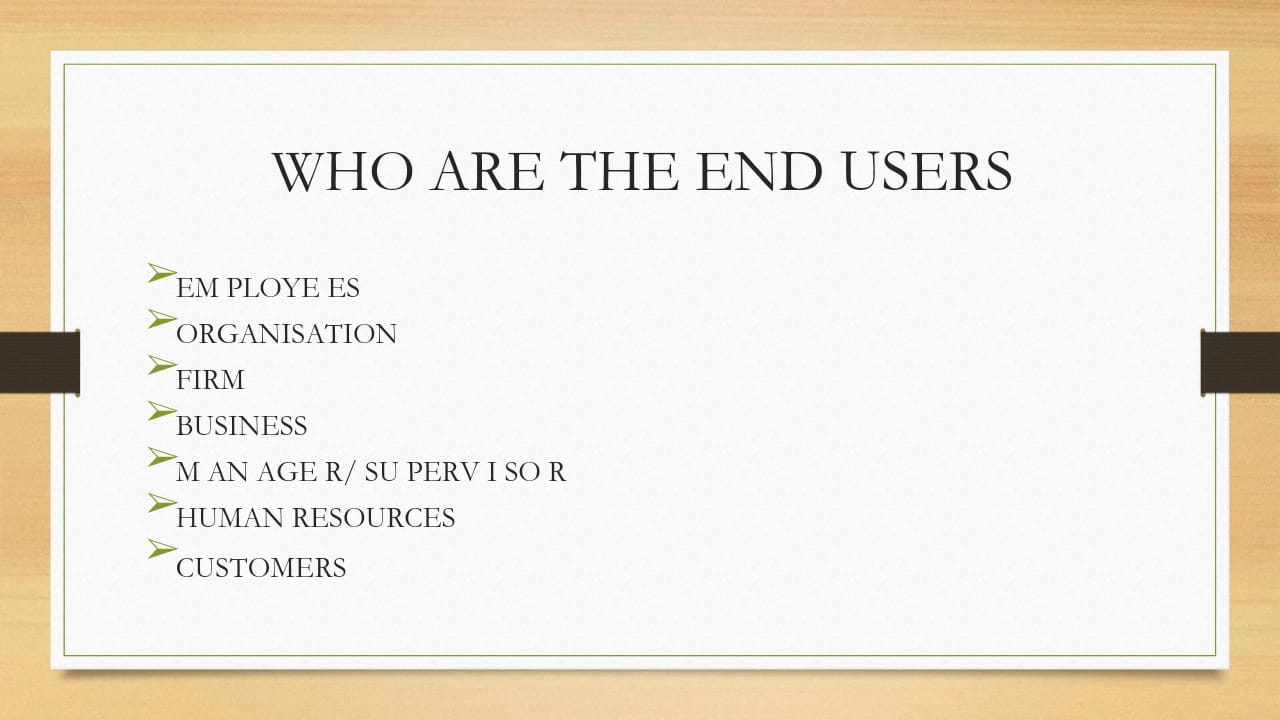 WHO ARE THE END USERS
➢EM PLOYE ES
➢ORGANISATION
➢FIRM
➢BUSINESS
➢M AN AGE R/ SU PERV I SO R
➢HUMAN RESOURCES
➢CUSTOMERS